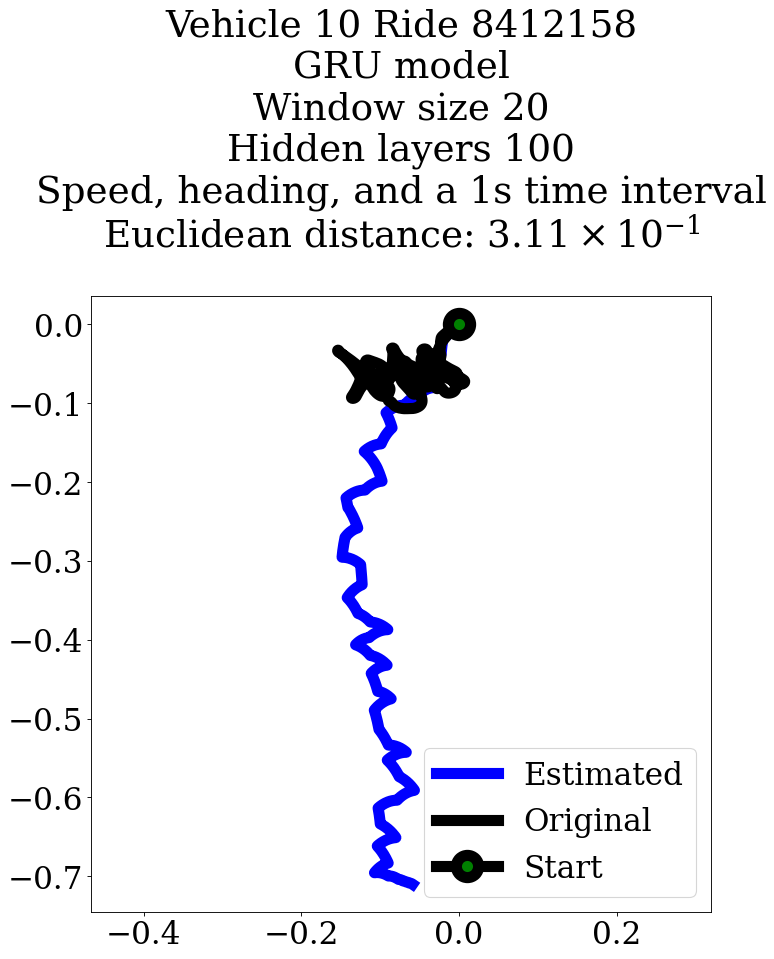 Vehicle 10 Ride 8412158
GRU model
Window size 20
Hidden layers 100
Speed, heading, and a 1s time interval
Euclidean distance: 3.11 × 10⁻¹
0.0
−0.1
−0.2
−0.3
−0.4
−0.5
−0.6
−0.7
Estimated
Original
Start
−0.4 −0.2 0.0 0.2